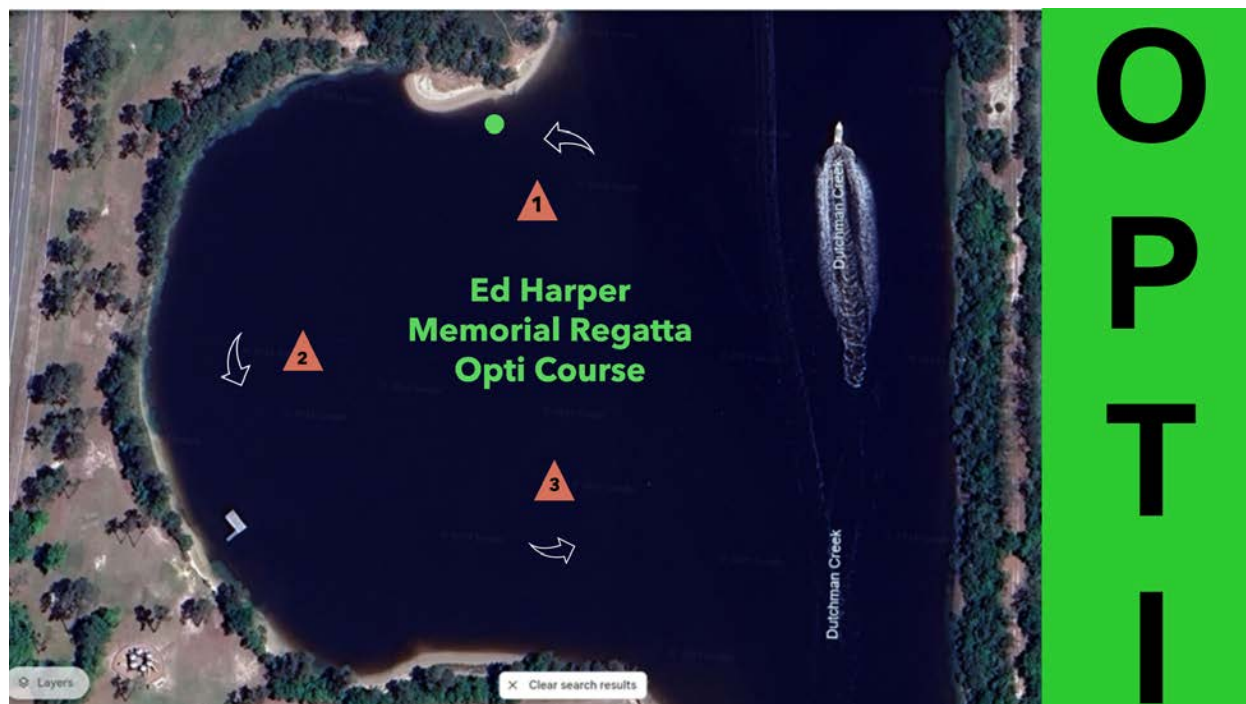 1
Ed Harper
Memorial Regatta
Opti Course
2
3
Dutchman Creek
Dutchman Creek
Layers
Clear search results
O
P
T
I